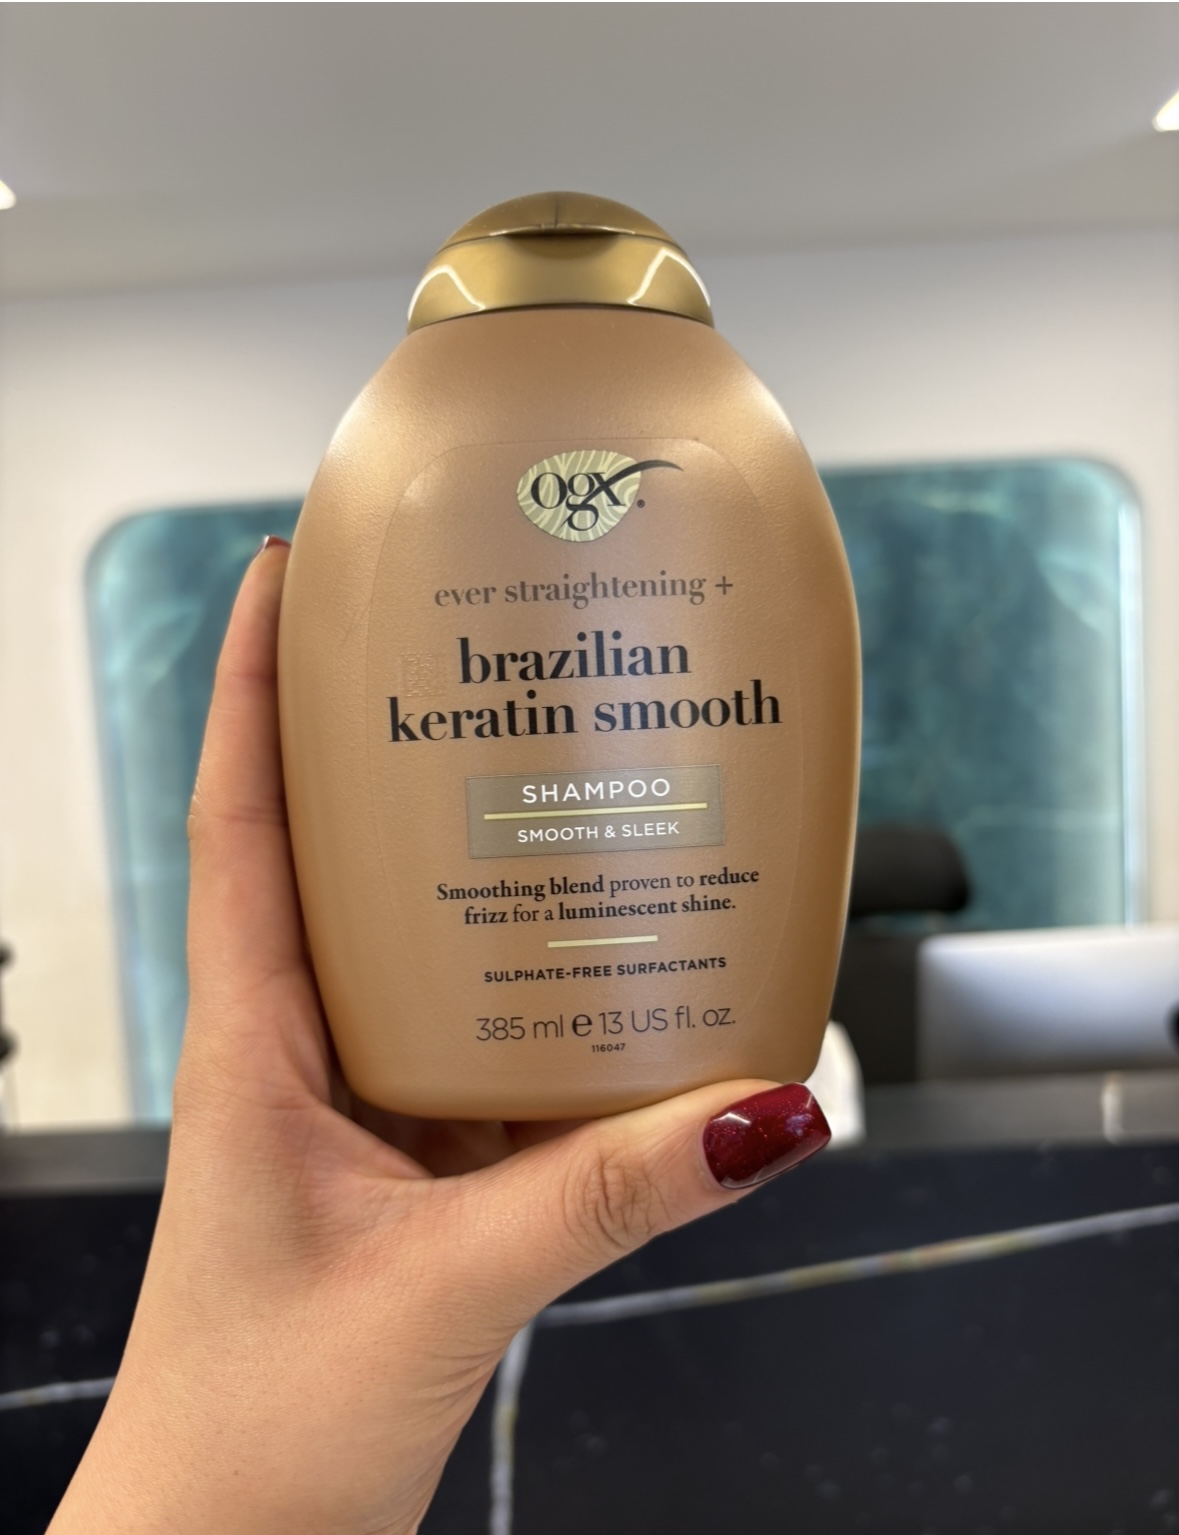 ogx®
ever straightening +
brazilian
keratin smooth
SHAMPOO
SMOOTH & SLEEK
Smoothing blend proven to reduce
frizz for a luminescent shine.
SULPHATE-FREE SURFACTANTS
385 ml e 13 US fl. oz.
116047